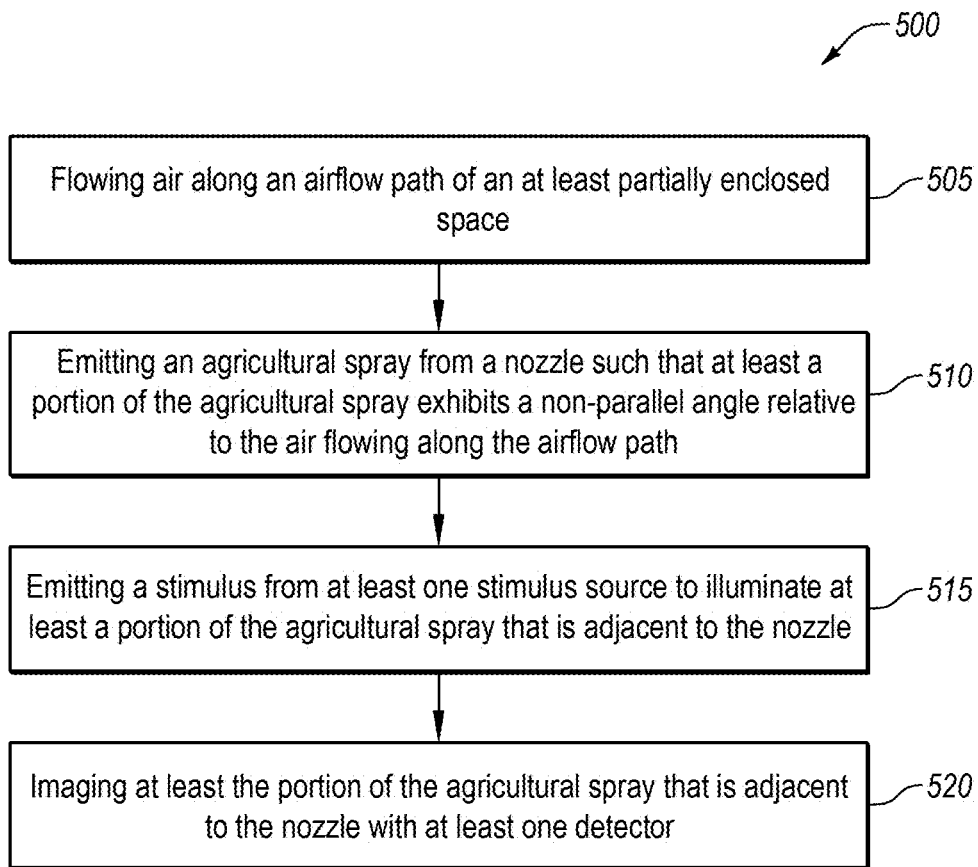 500
Flowing air along an airflow path of an at least partially enclosed
space
505
Emitting an agricultural spray from a nozzle such that at least a
portion of the agricultural spray exhibits a non-parallel angle relative
to the air flowing along the airflow path
510
Emitting a stimulus from at least one stimulus source to illuminate at
least a portion of the agricultural spray that is adjacent to the nozzle
515
Imaging at least the portion of the agricultural spray that is adjacent
to the nozzle with at least one detector
520